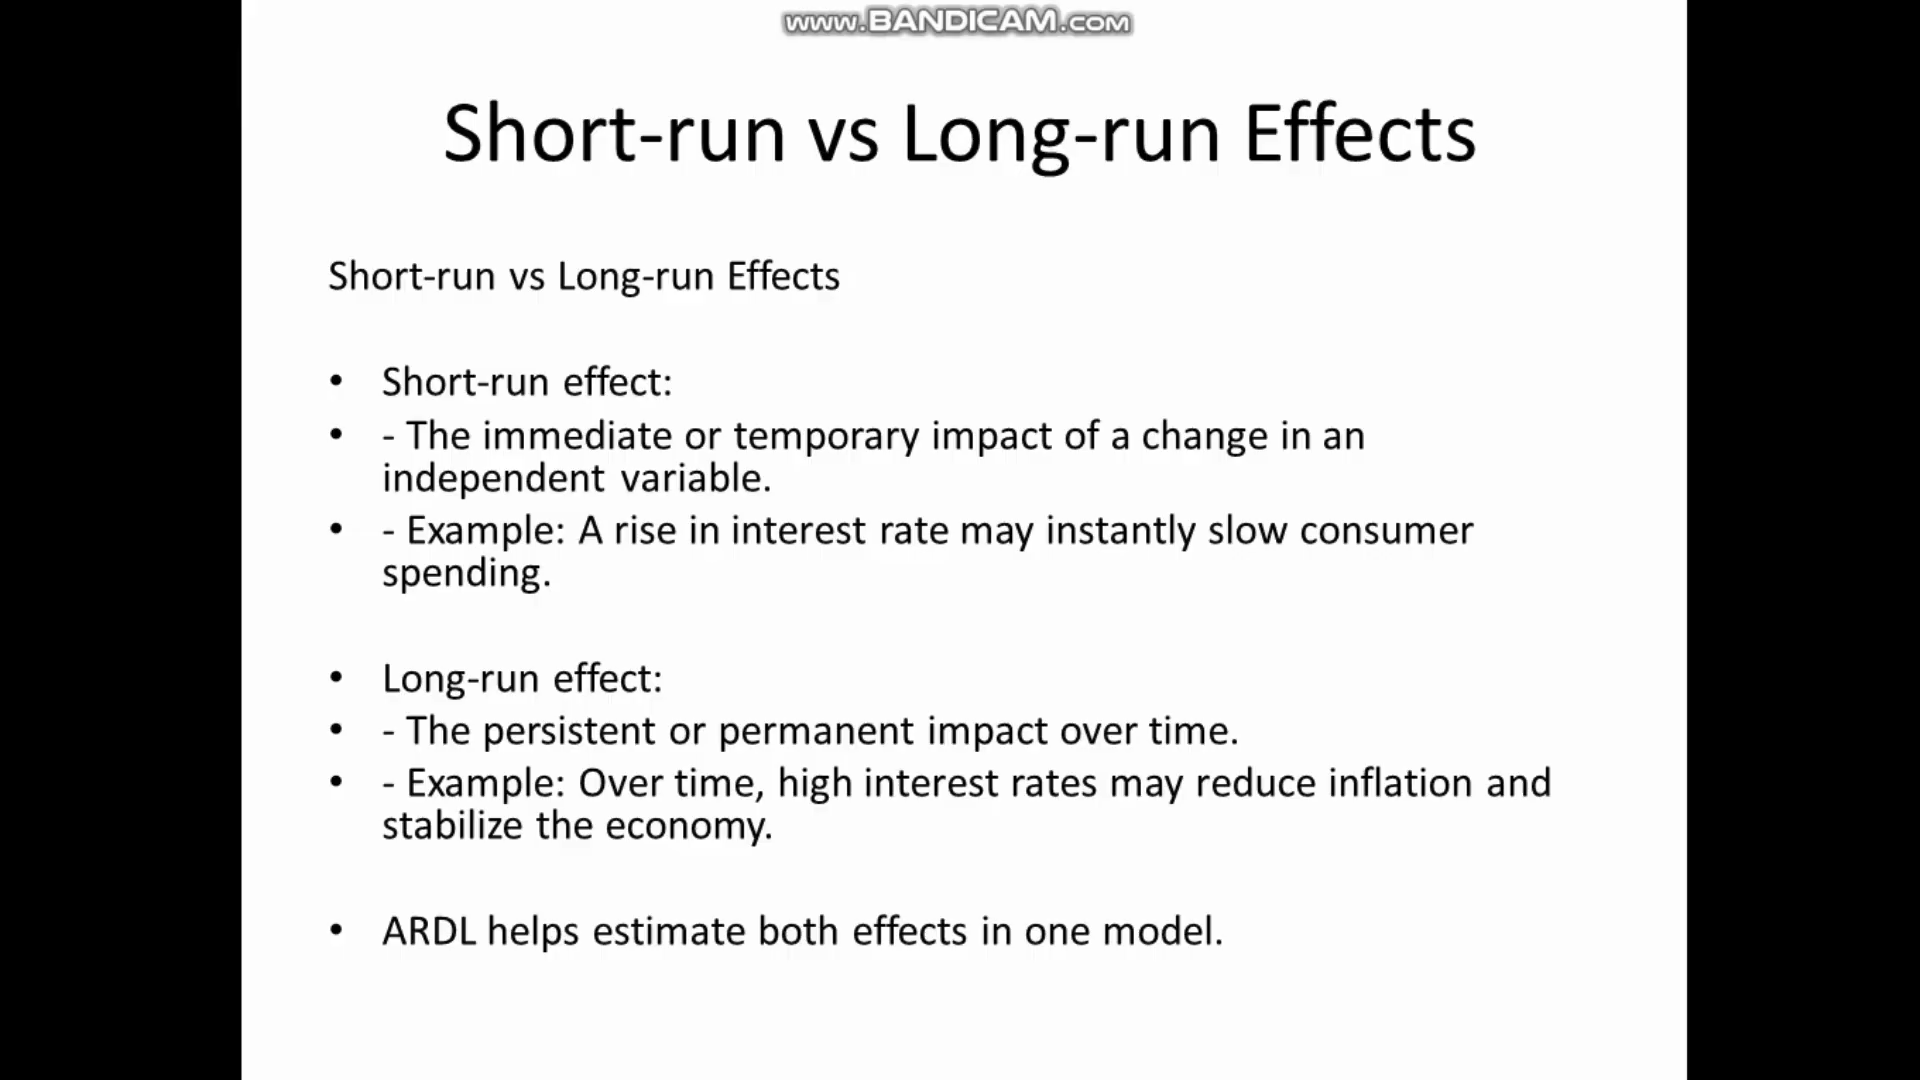 www.BANDICAM.com
Short-run vs Long-run Effects
Short-run vs Long-run Effects
• Short-run effect:
• - The immediate or temporary impact of a change in an
independent variable.
• - Example: A rise in interest rate may instantly slow consumer
spending.
• Long-run effect:
• - The persistent or permanent impact over time.
• - Example: Over time, high interest rates may reduce inflation and
stabilize the economy.
• ARDL helps estimate both effects in one model.